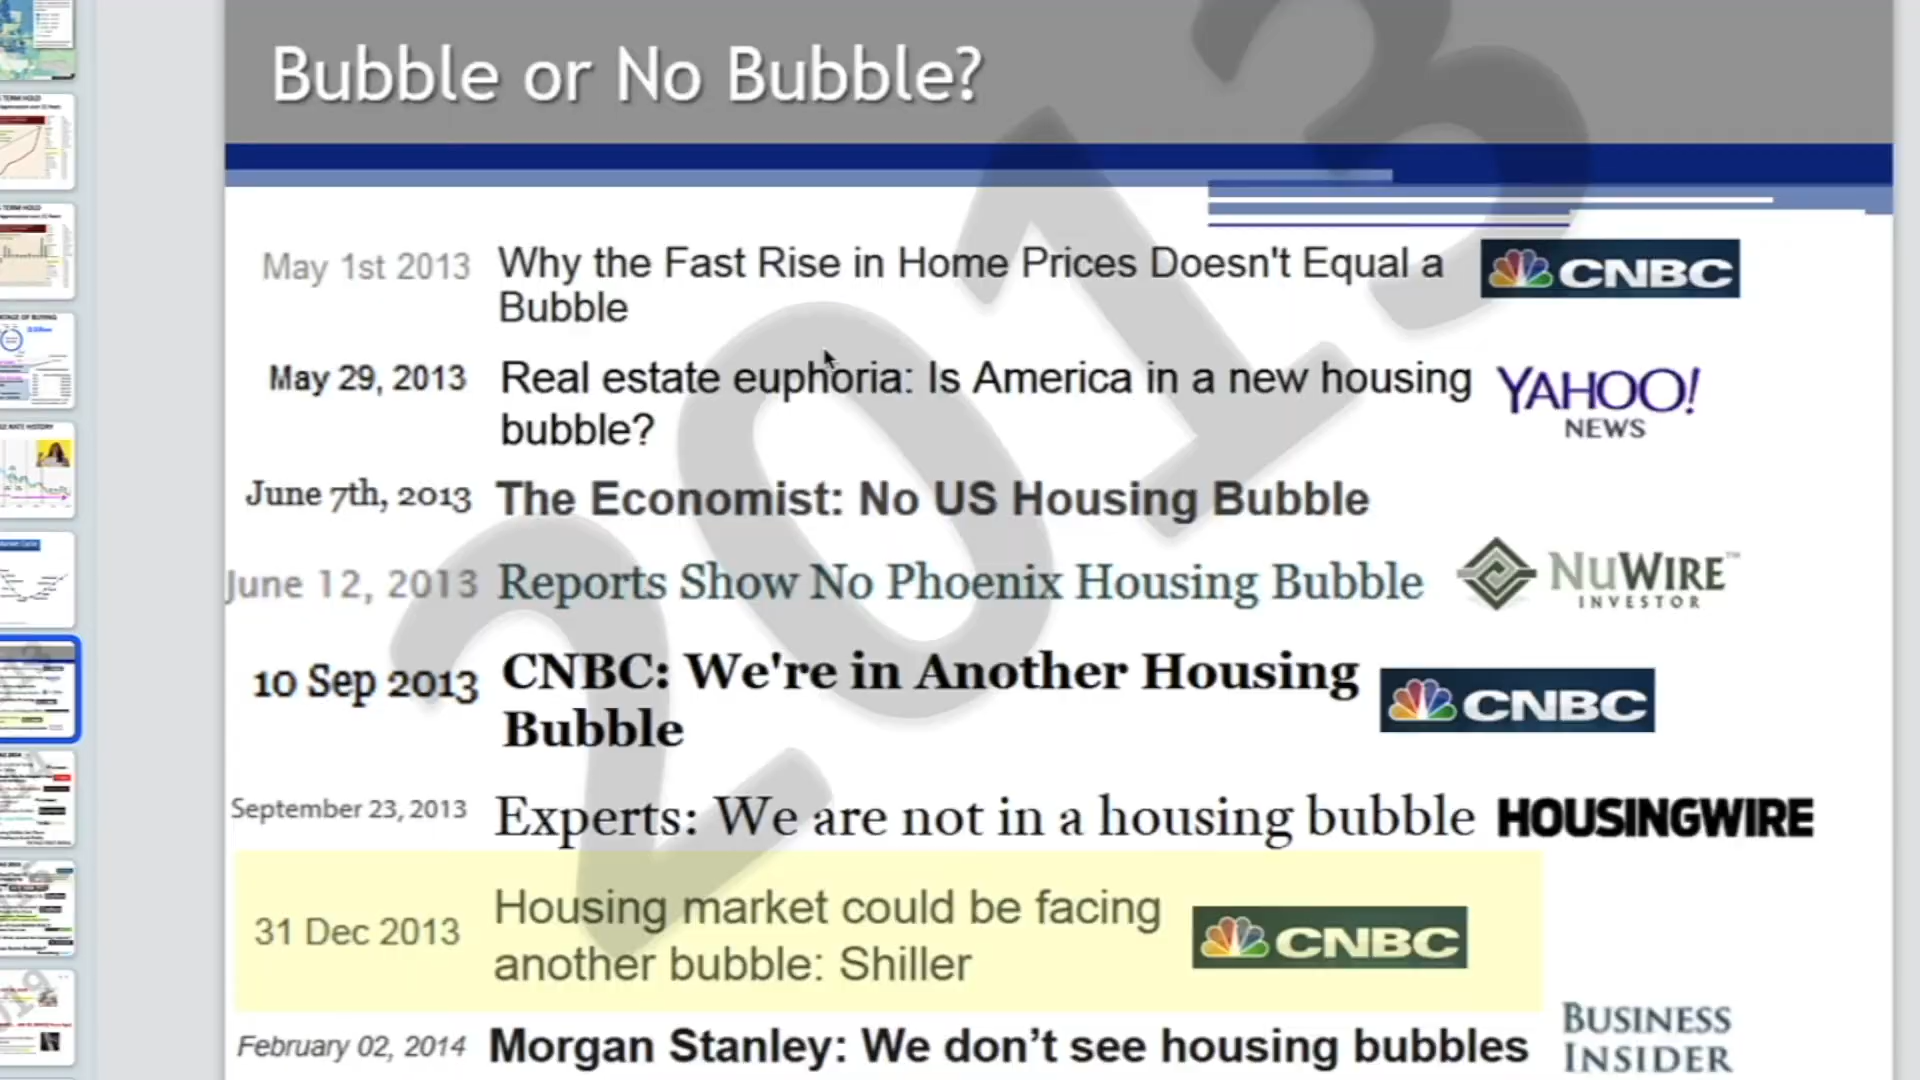 Bubble or No Bubble?
2013
May 1st 2013 Why the Fast Rise in Home Prices Doesn't Equal a CNBC
Bubble
May 29, 2013 Real estate euphoria: Is America in a new housing YAHOO!
bubble? NEWS
June 7th, 2013 The Economist: No US Housing Bubble
June 12, 2013 Reports Show No Phoenix Housing Bubble NUWIRE™
INVESTOR
10 Sep 2013 CNBC: We're in Another Housing CNBC
Bubble
September 23, 2013 Experts: We are not in a housing bubble HOUSINGWIRE
31 Dec 2013 Housing market could be facing CNBC
another bubble: Shiller
February 02, 2014 Morgan Stanley: We don’t see housing bubbles BUSINESS
INSIDER